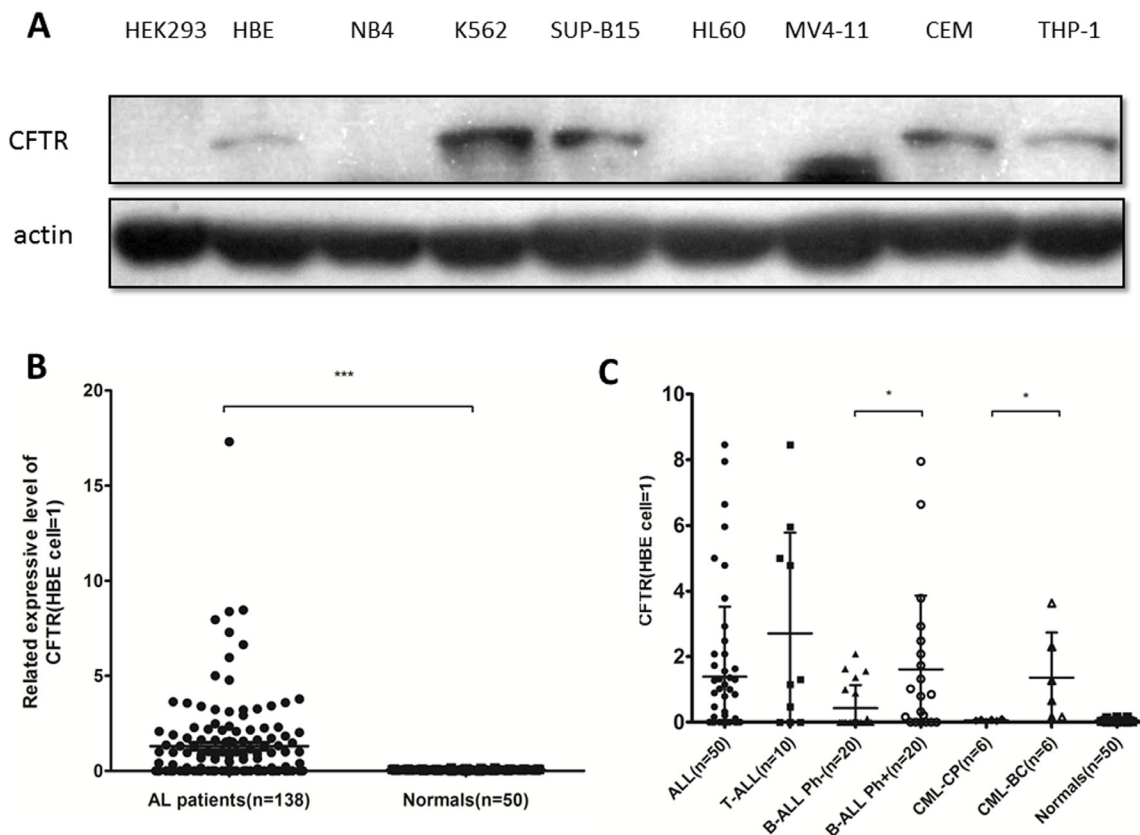 A
HEK293 HBE NB4 K562 SUP-B15 HL60 MV4-11 CEM THP-1
CFTR
actin
B
***
20
15
10
5
0
Related expressive level of
CFTR(HBE cell=1)
AL patients(n=138) Normals(n=50)
C
* *
10
8
6
4
2
0
CFTR(HBE cell=1)
ALL(n=50)
T-ALL(n=10)
B-ALL Ph-(n=20)
B-ALL Ph+(n=20)
CML-CP(n=6)
CML-BC(n=6)
Normals(n=50)